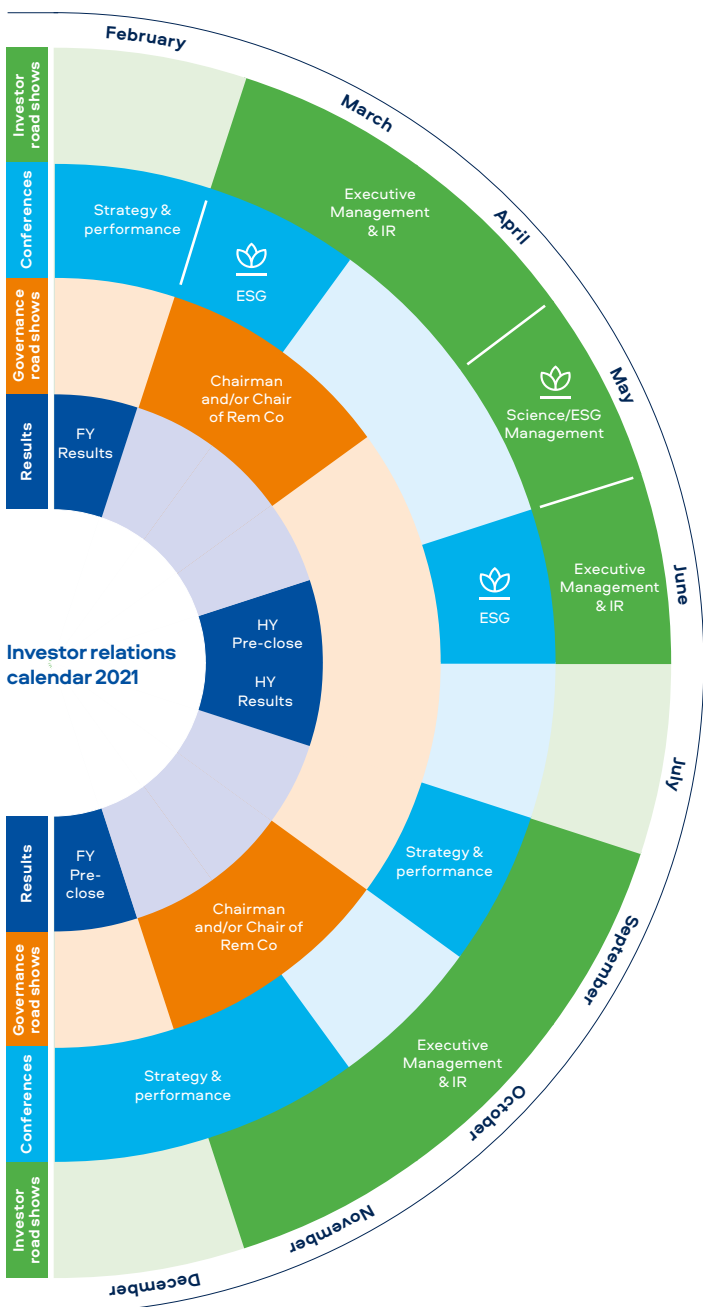 February
March
April
May
June
July
September
October
November
December
Investor
road shows
Conferences
Governance
road shows
Results
Executive
Management
& IR
Strategy &
performance
ESG
Chairman
and/or Chair
of Rem Co
FY
Results
Science/ESG
Management
Executive
Management
& IR
ESG
HY
Pre-close
HY
Results
Investor relations
calendar 2021
Strategy &
performance
FY
Pre-
close
Chairman
and/or Chair of
Rem Co
Executive
Management
& IR
Strategy &
performance
Results
Governance
road shows
Conferences
Investor
road shows